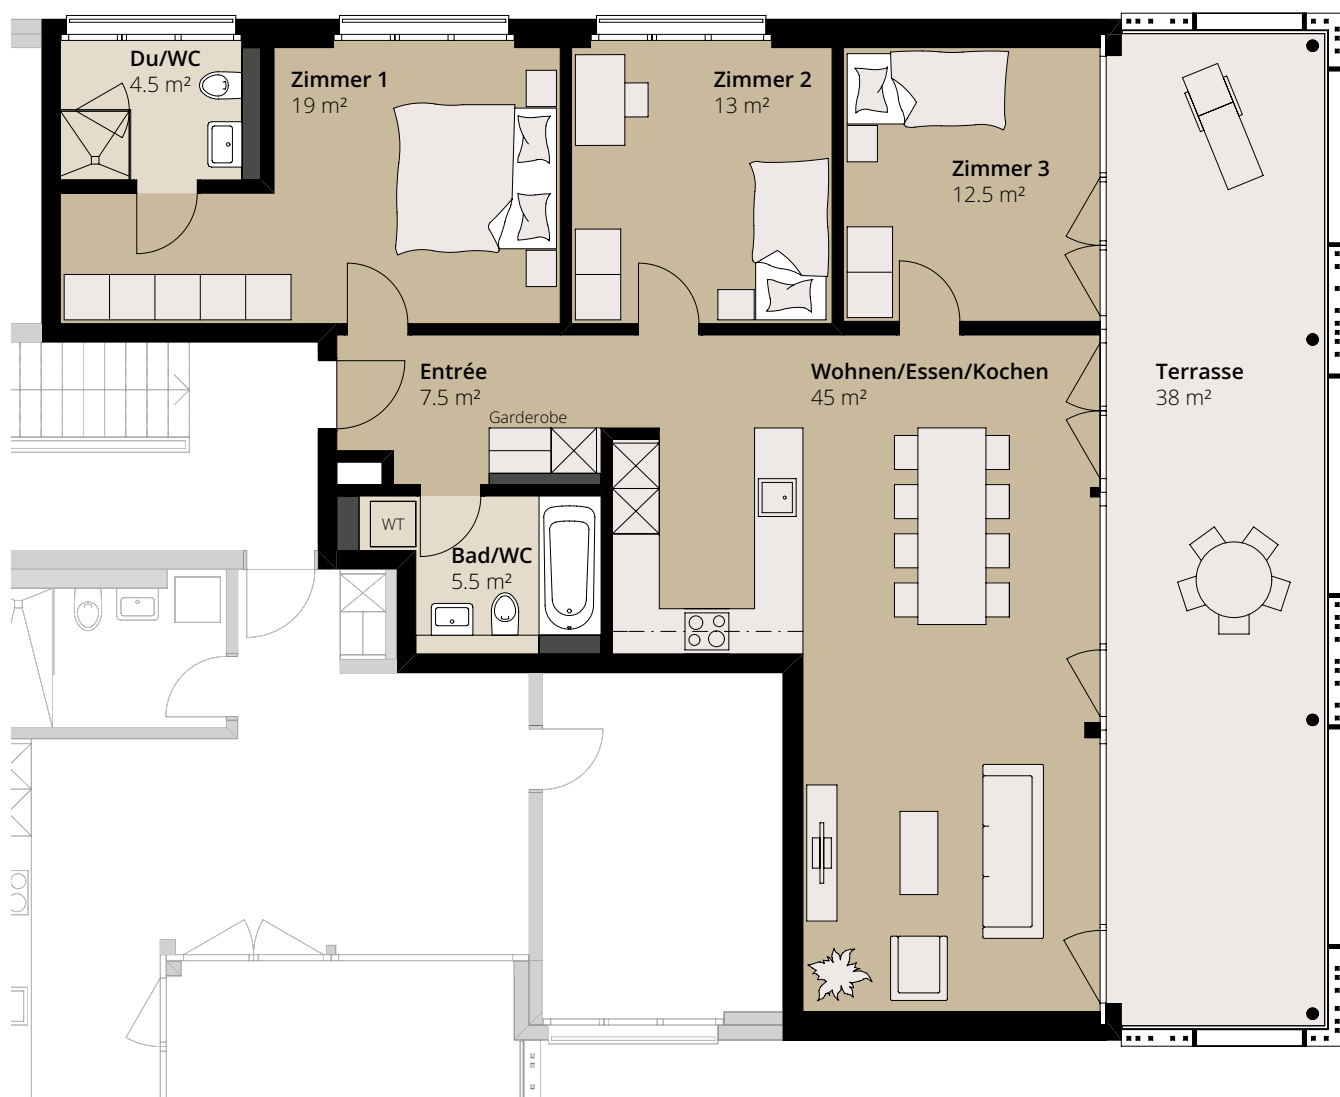 Du/WC
4.5 m²
Zimmer 1
19 m²
Zimmer 2
13 m²
Zimmer 3
12.5 m²
Entrée
7.5 m²
Garderobe
Wohnen/Essen/Kochen
45 m²
Terrasse
38 m²
WT
Bad/WC
5.5 m²